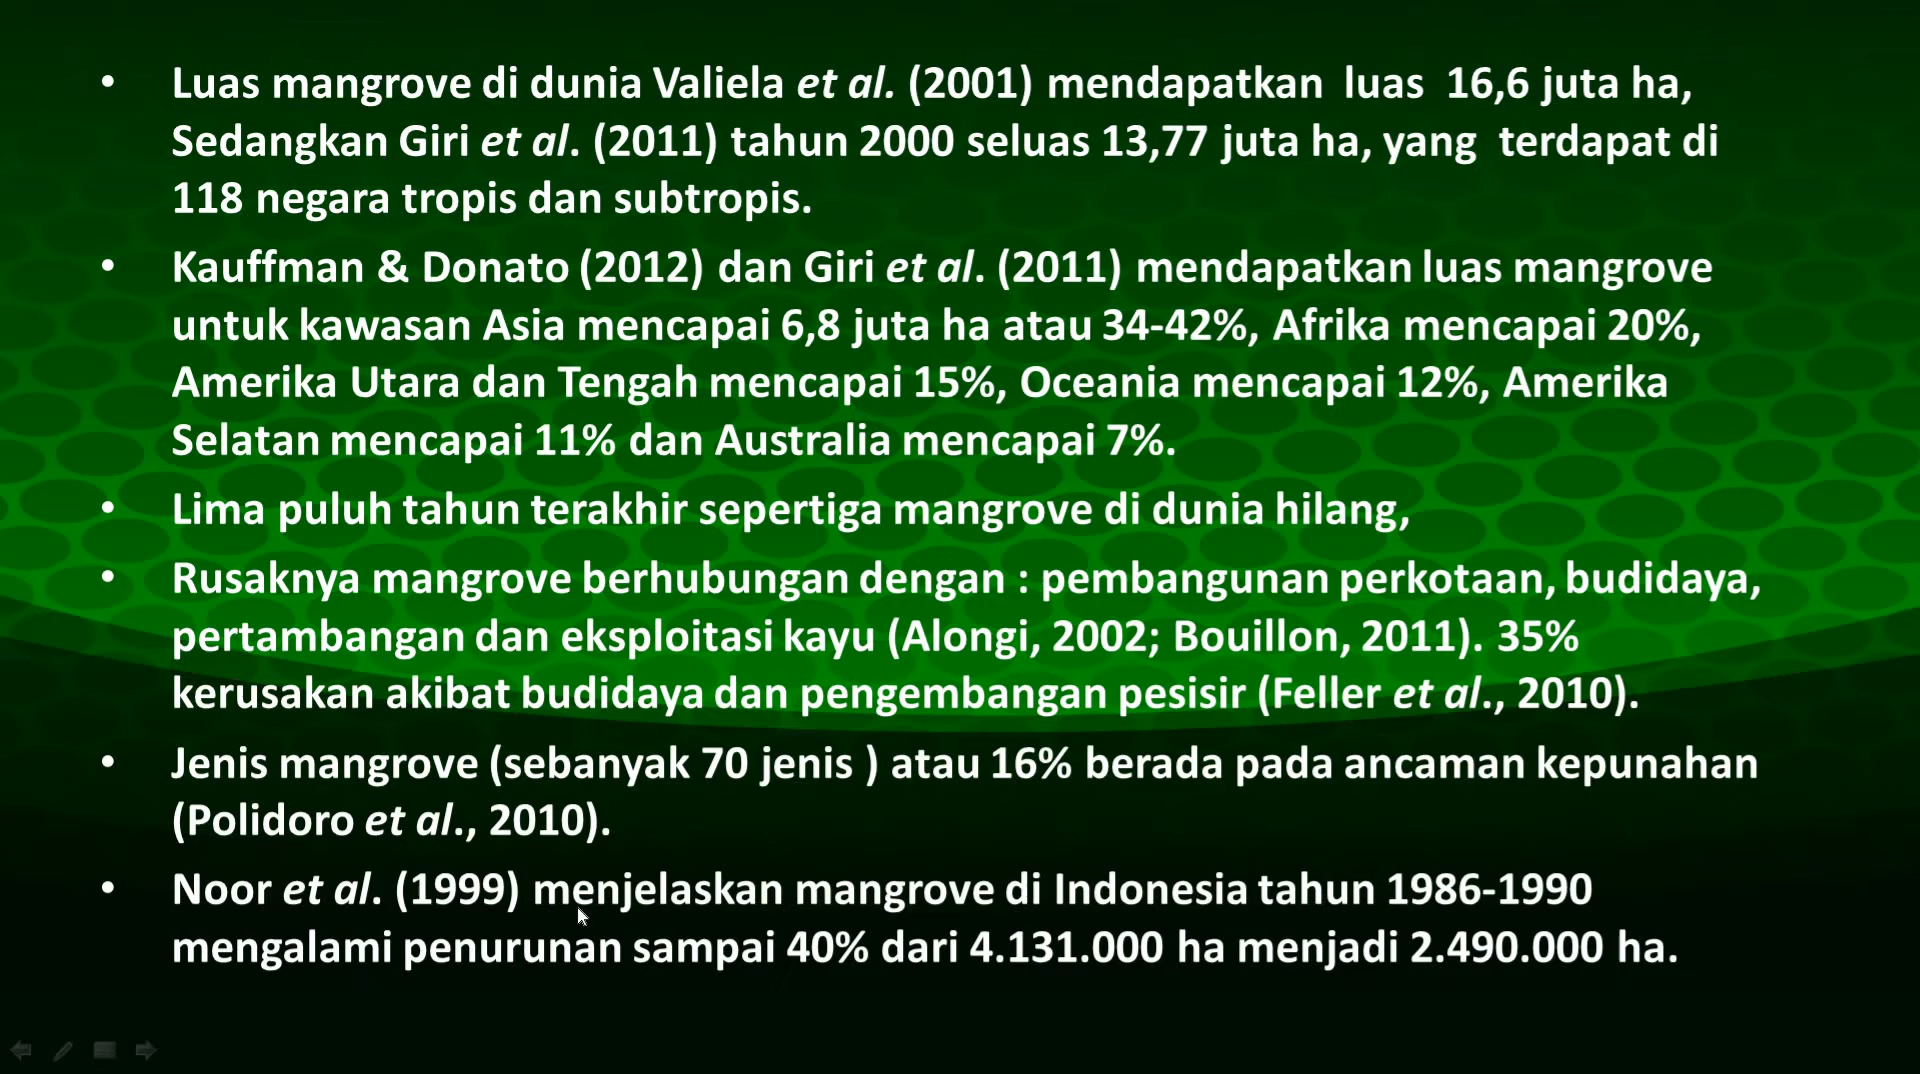 • Luas mangrove di dunia Valiela et al. (2001) mendapatkan luas 16,6 juta ha,
Sedangkan Giri et al. (2011) tahun 2000 seluas 13,77 juta ha, yang terdapat di
118 negara tropis dan subtropis.
• Kauffman & Donato (2012) dan Giri et al. (2011) mendapatkan luas mangrove
untuk kawasan Asia mencapai 6,8 juta ha atau 34-42%, Afrika mencapai 20%,
Amerika Utara dan Tengah mencapai 15%, Oceania mencapai 12%, Amerika
Selatan mencapai 11% dan Australia mencapai 7%.
• Lima puluh tahun terakhir sepertiga mangrove di dunia hilang,
• Rusaknya mangrove berhubungan dengan : pembangunan perkotaan, budidaya,
pertambangan dan eksploitasi kayu (Alongi, 2002; Bouillon, 2011). 35%
kerusakan akibat budidaya dan pengembangan pesisir (Feller et al., 2010).
• Jenis mangrove (sebanyak 70 jenis ) atau 16% berada pada ancaman kepunahan
(Polidoro et al., 2010).
• Noor et al. (1999) menjelaskan mangrove di Indonesia tahun 1986-1990
mengalami penurunan sampai 40% dari 4.131.000 ha menjadi 2.490.000 ha.